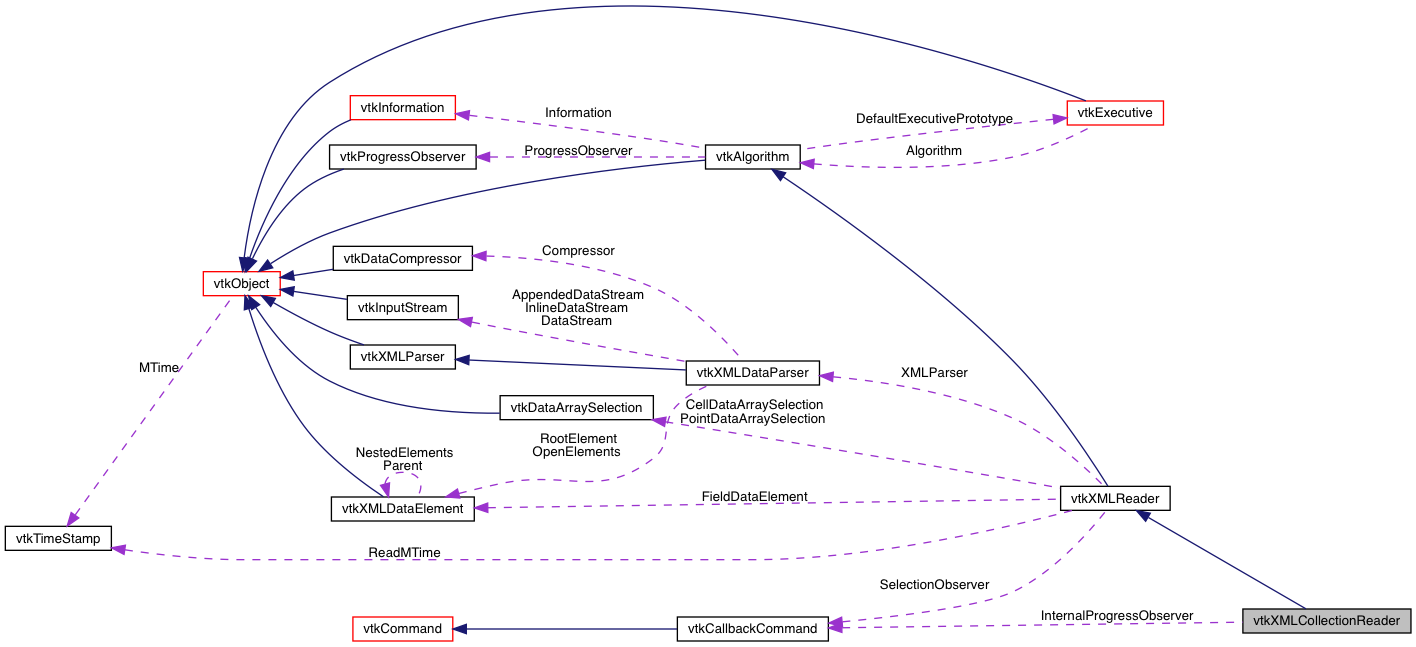 vtkInformation
Information
DefaultExecutivePrototype
vtkExecutive
vtkProgressObserver
ProgressObserver
vtkAlgorithm
Algorithm
vtkDataCompressor
Compressor
vtkObject
vtkInputStream
AppendedDataStream
InlineDataStream
DataStream
vtkXMLParser
MTime
vtkXMLDataParser
XMLParser
vtkDataArraySelection
CellDataArraySelection
PointDataArraySelection
RootElement
OpenElements
NestedElements
Parent
vtkXMLDataElement
FieldDataElement
vtkXMLReader
vtkTimeStamp
ReadMTime
SelectionObserver
InternalProgressObserver
vtkCommand
vtkCallbackCommand
vtkXMLCollectionReader